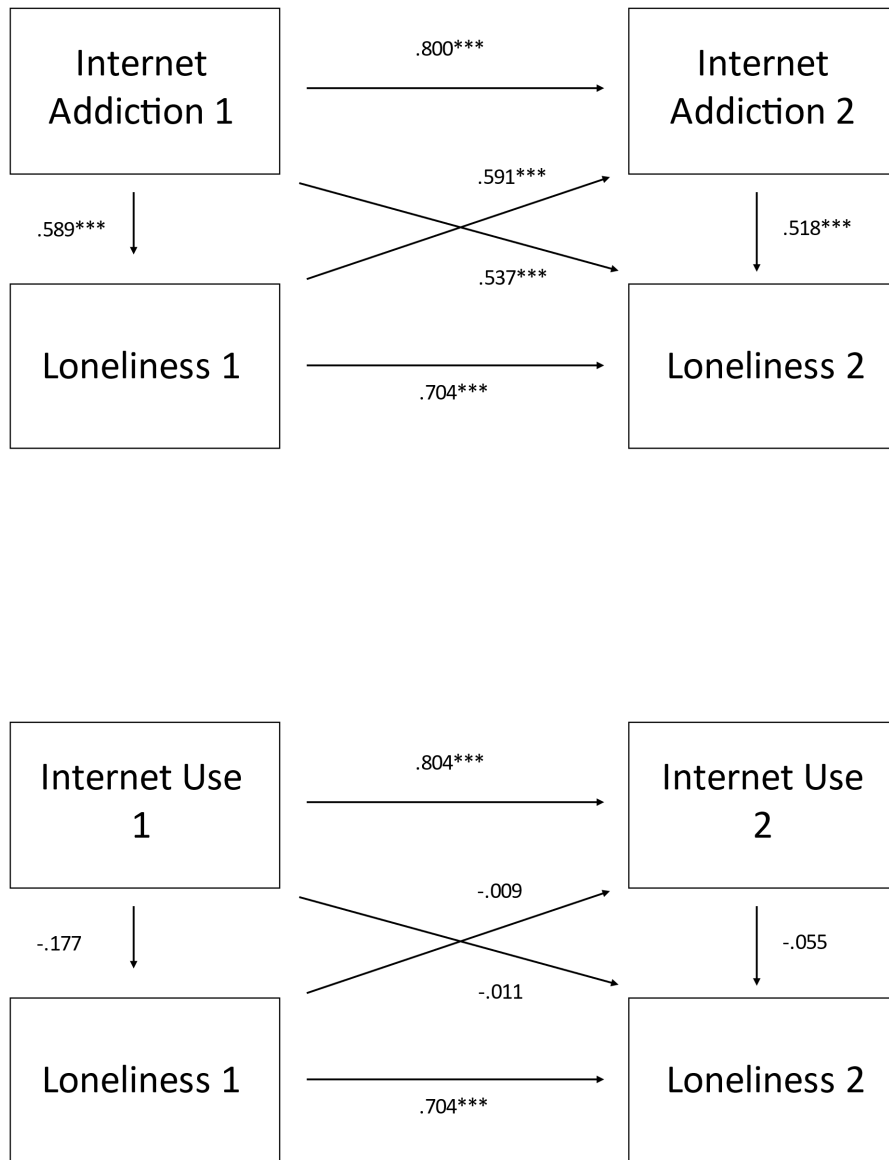 .800***
Internet
Addiction 1
Internet
Addiction 2
.591***
.589***
.518***
.537***
Loneliness 1
Loneliness 2
.704***
.804***
Internet Use
1
Internet Use
2
-.009
-.177
-.055
-.011
Loneliness 1
Loneliness 2
.704***